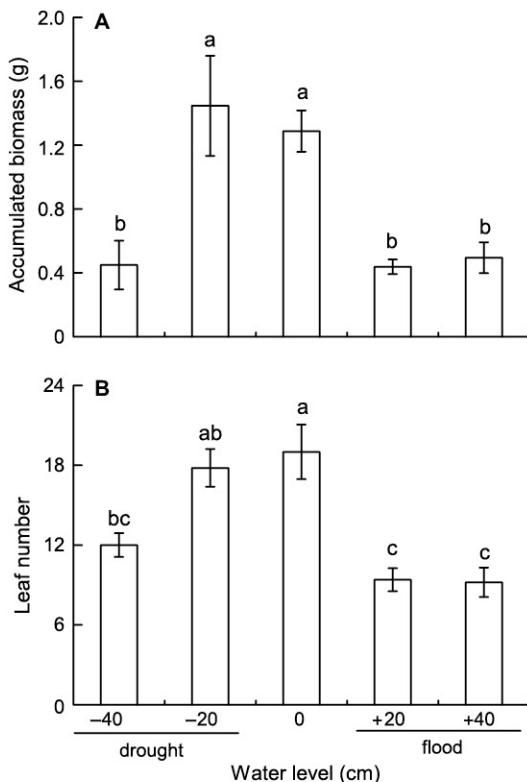 A
Accumulated biomass (g)
2.0
1.6
1.2
0.8
0.4
0
b
a
a
b
b
B
Leaf number
24
18
12
6
0
bc
ab
a
c
c
–40 –20 0 +20 +40
drought flood
Water level (cm)